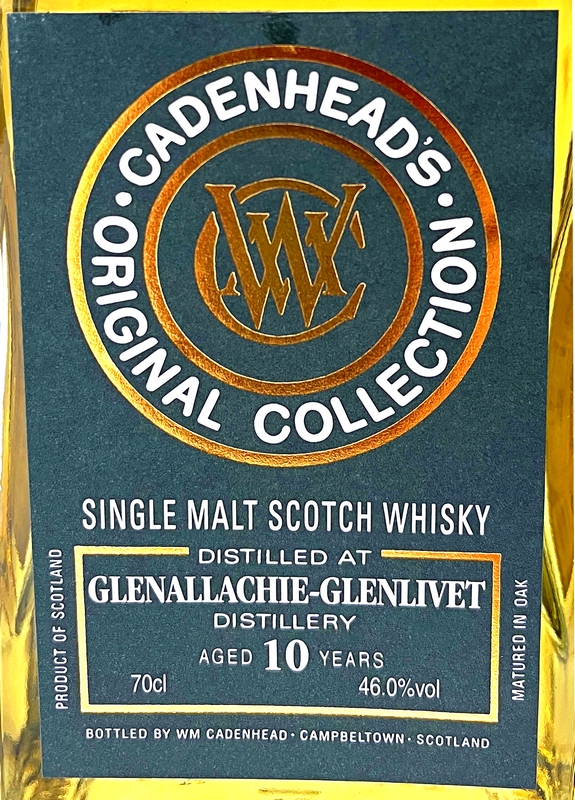 ·CADENHEAD'S·
ORIGINAL COLLECTION
WC
SINGLE MALT SCOTCH WHISKY
DISTILLED AT
GLENALLACHIE-GLENLIVET
DISTILLERY
AGED 10 YEARS
70cl 46.0%vol
PRODUCT OF SCOTLAND
MATURED IN OAK
BOTTLED BY WM CADENHEAD · CAMPBELTOWN · SCOTLAND